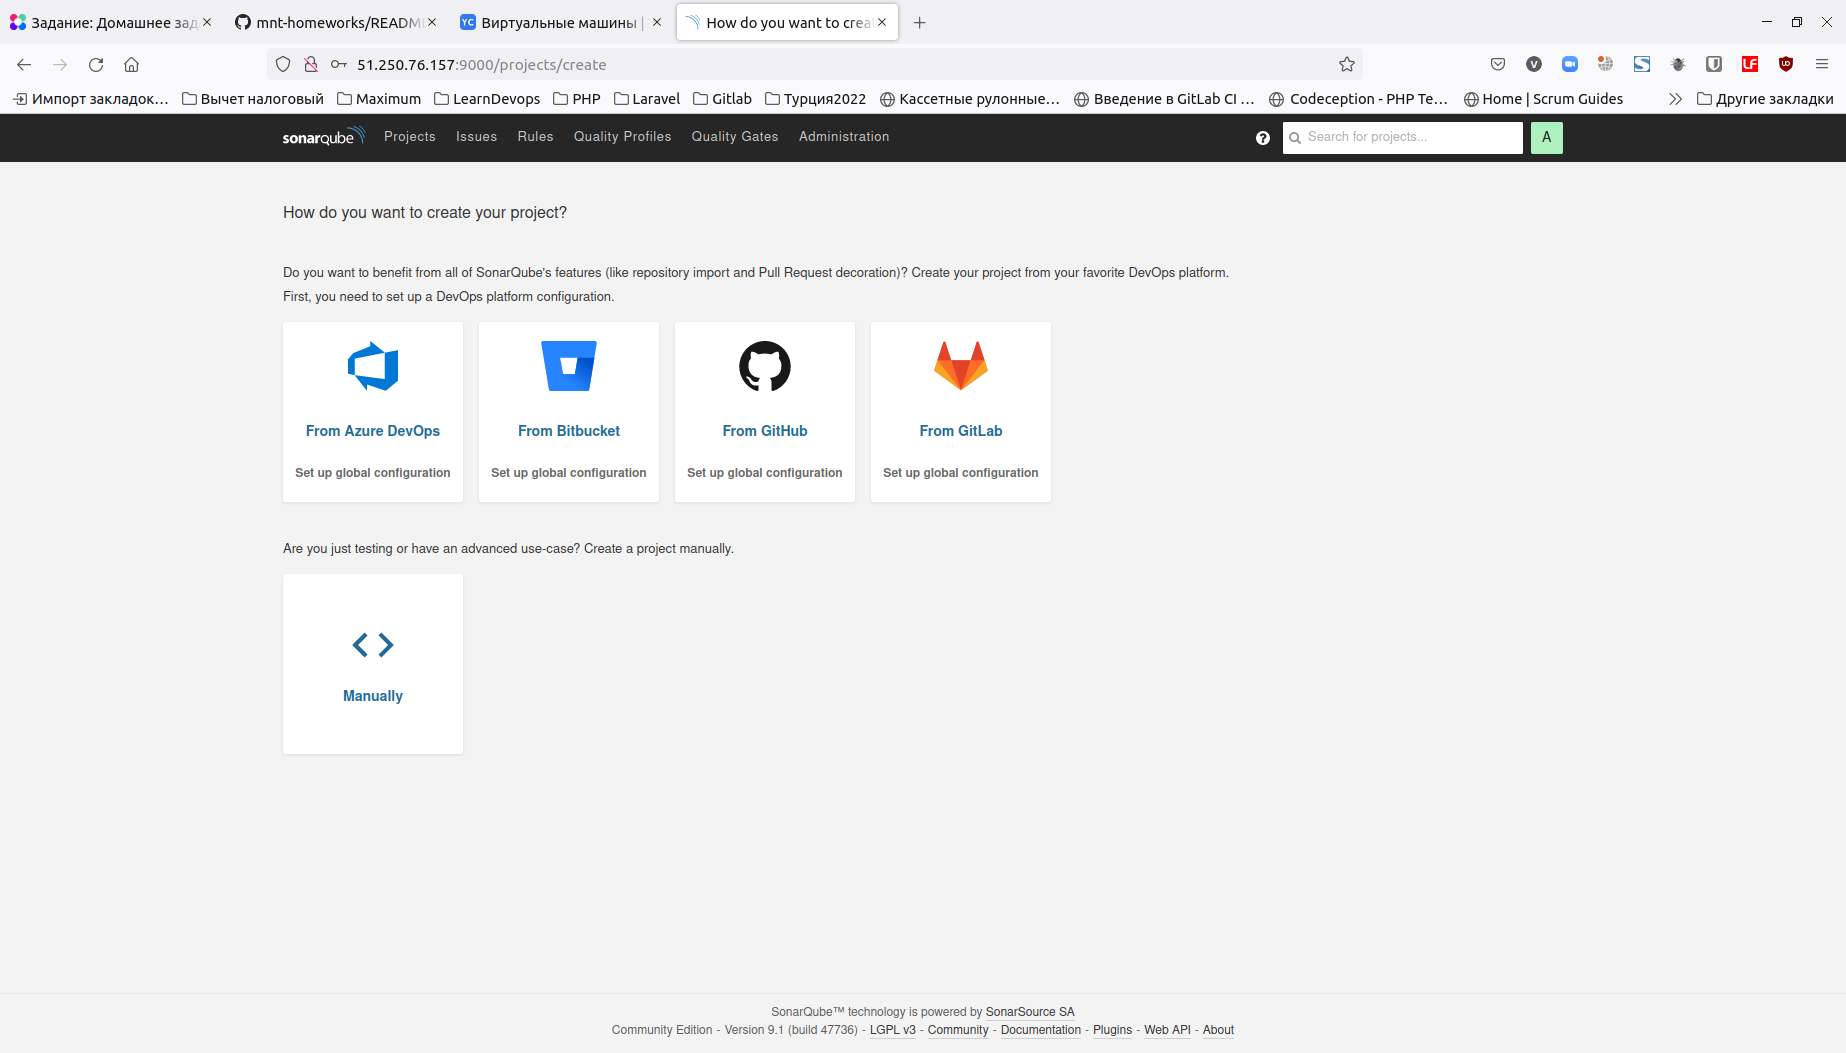 Задание: Домашнее зад
mnt-homeworks/READM
YC Виртуальные машины |
How do you want to crea
51.250.76.157:9000/projects/create
V
S
LF
UD
Импорт закладок…
Вычет налоговый
Maximum
LearnDevops
PHP
Laravel
Gitlab
Турция2022
Кассетные рулонные…
Введение в GitLab CI …
Codeception - PHP Te…
Home | Scrum Guides
Другие закладки
sonarqube
Projects
Issues
Rules
Quality Profiles
Quality Gates
Administration
?
Search for projects...
A
How do you want to create your project?
Do you want to benefit from all of SonarQube's features (like repository import and Pull Request decoration)? Create your project from your favorite DevOps platform.
First, you need to set up a DevOps platform configuration.
From Azure DevOps
From Bitbucket
From GitHub
From GitLab
Set up global configuration
Set up global configuration
Set up global configuration
Set up global configuration
Are you just testing or have an advanced use-case? Create a project manually.
Manually
SonarQube™ technology is powered by SonarSource SA
Community Edition - Version 9.1 (build 47736) - LGPL v3 - Community - Documentation - Plugins - Web API - About